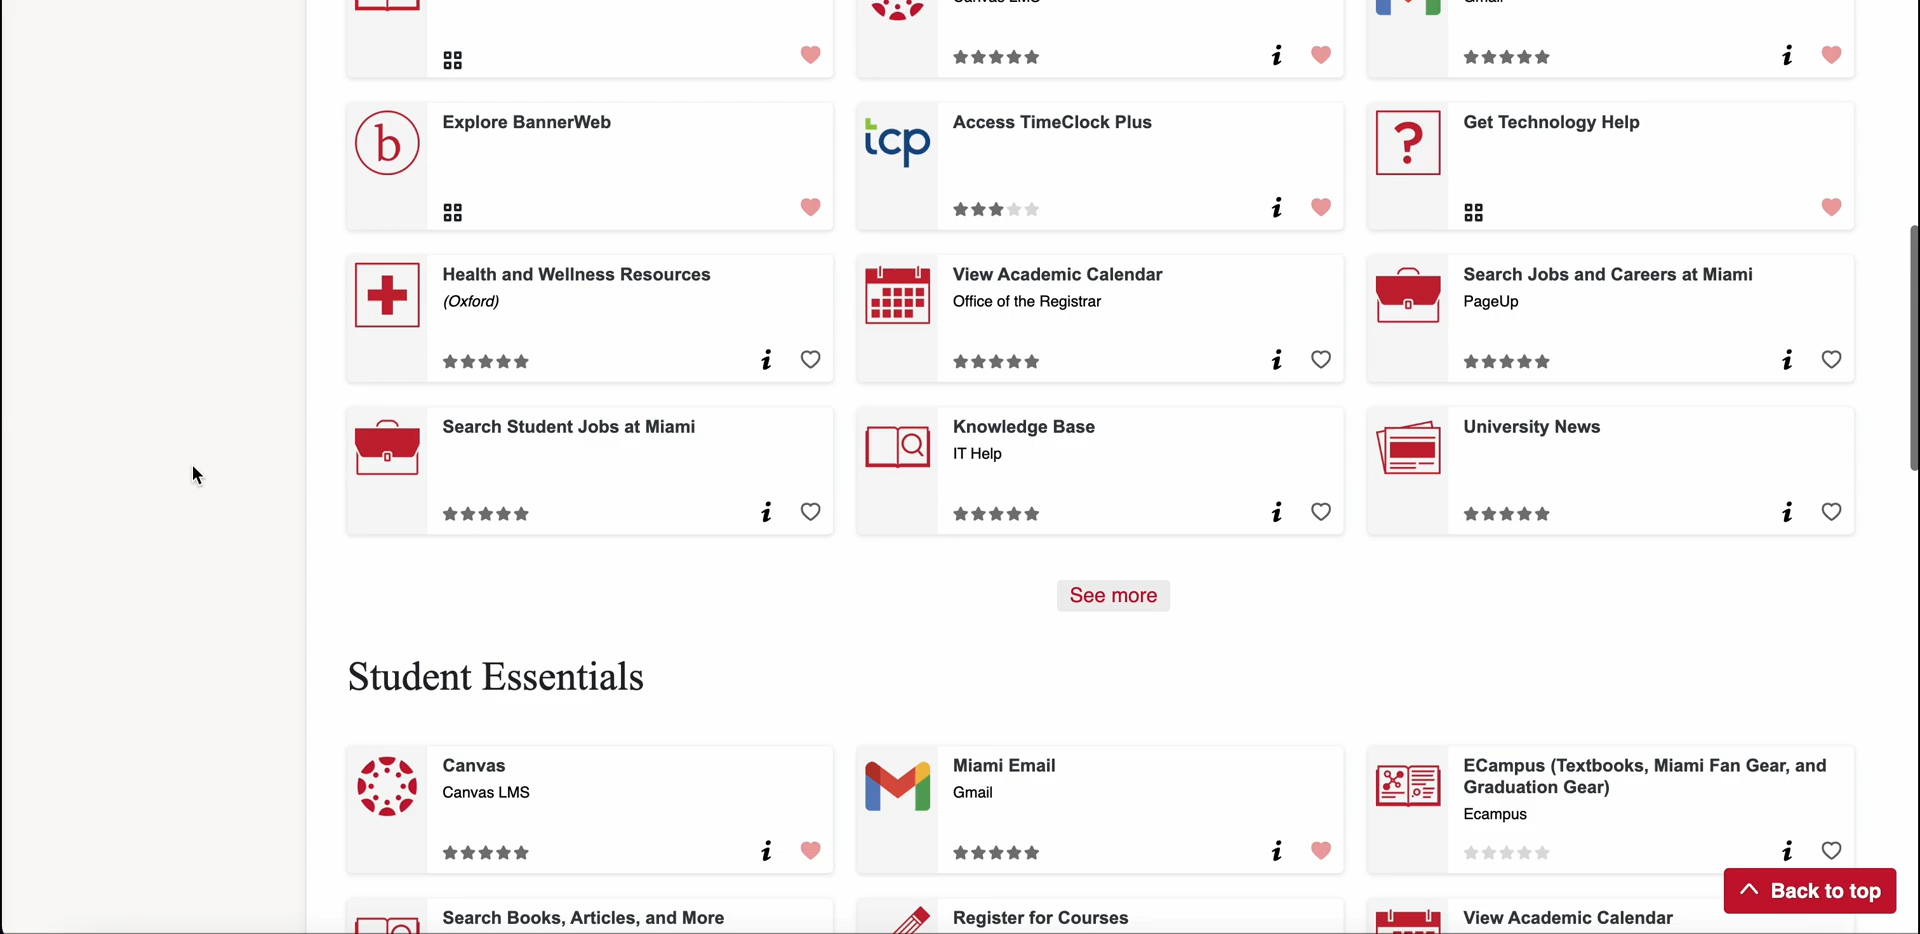 Explore BannerWeb
Access TimeClock Plus
Get Technology Help
b
tcp
?
Health and Wellness Resources
(Oxford)
View Academic Calendar
Office of the Registrar
Search Jobs and Careers at Miami
PageUp
Search Student Jobs at Miami
Knowledge Base
IT Help
University News
See more
Student Essentials
Canvas
Canvas LMS
Miami Email
Gmail
ECampus (Textbooks, Miami Fan Gear, and
Graduation Gear)
Ecampus
Back to top
Search Books, Articles, and More
Register for Courses
View Academic Calendar